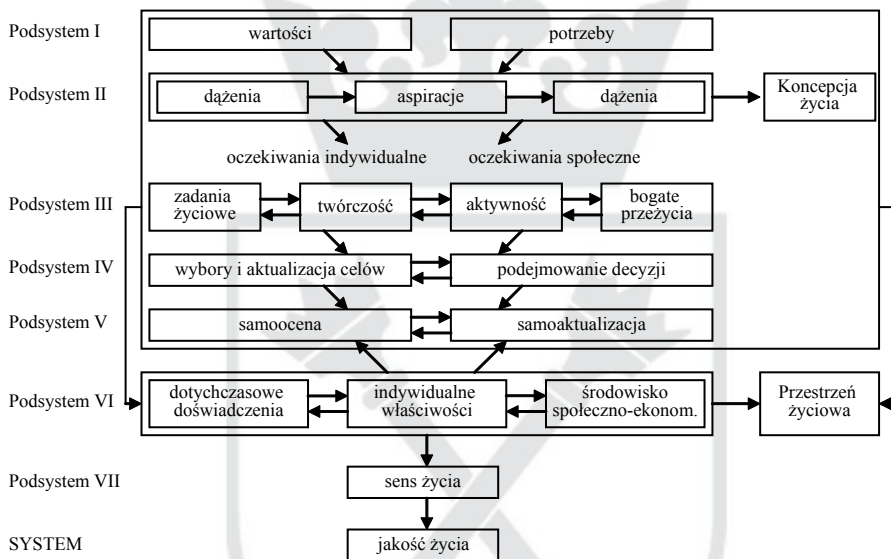 Podsystem I
wartości
potrzeby
Podsystem II
dążenia
aspiracje
dążenia
Koncepcja
życia
oczekiwania indywidualne
oczekiwania społeczne
Podsystem III
zadania
życiowe
twórczość
aktywność
bogate
przeżycia
Podsystem IV
wybory i aktualizacja celów
podejmowanie decyzji
Podsystem V
samoocena
samoaktualizacja
Podsystem VI
dotychczasowe
doświadczenia
indywidualne
właściwości
środowisko
społeczno-ekonom.
Przestrzeń
życiowa
Podsystem VII
sens życia
SYSTEM
jakość życia